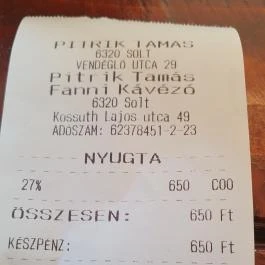 PITRIK TAMÁS
6320 SOLT
VENDÉGLŐ UTCA 29
Pitrik Tamás
Fanni Kávézó
6320 Solt
Kossuth Lajos utca 49
ADÓSZÁM: 62378451-2-23
NYUGTA
27% 650 C00
ÖSSZESEN: 650 Ft
KÉSZPÉNZ: 650 Ft